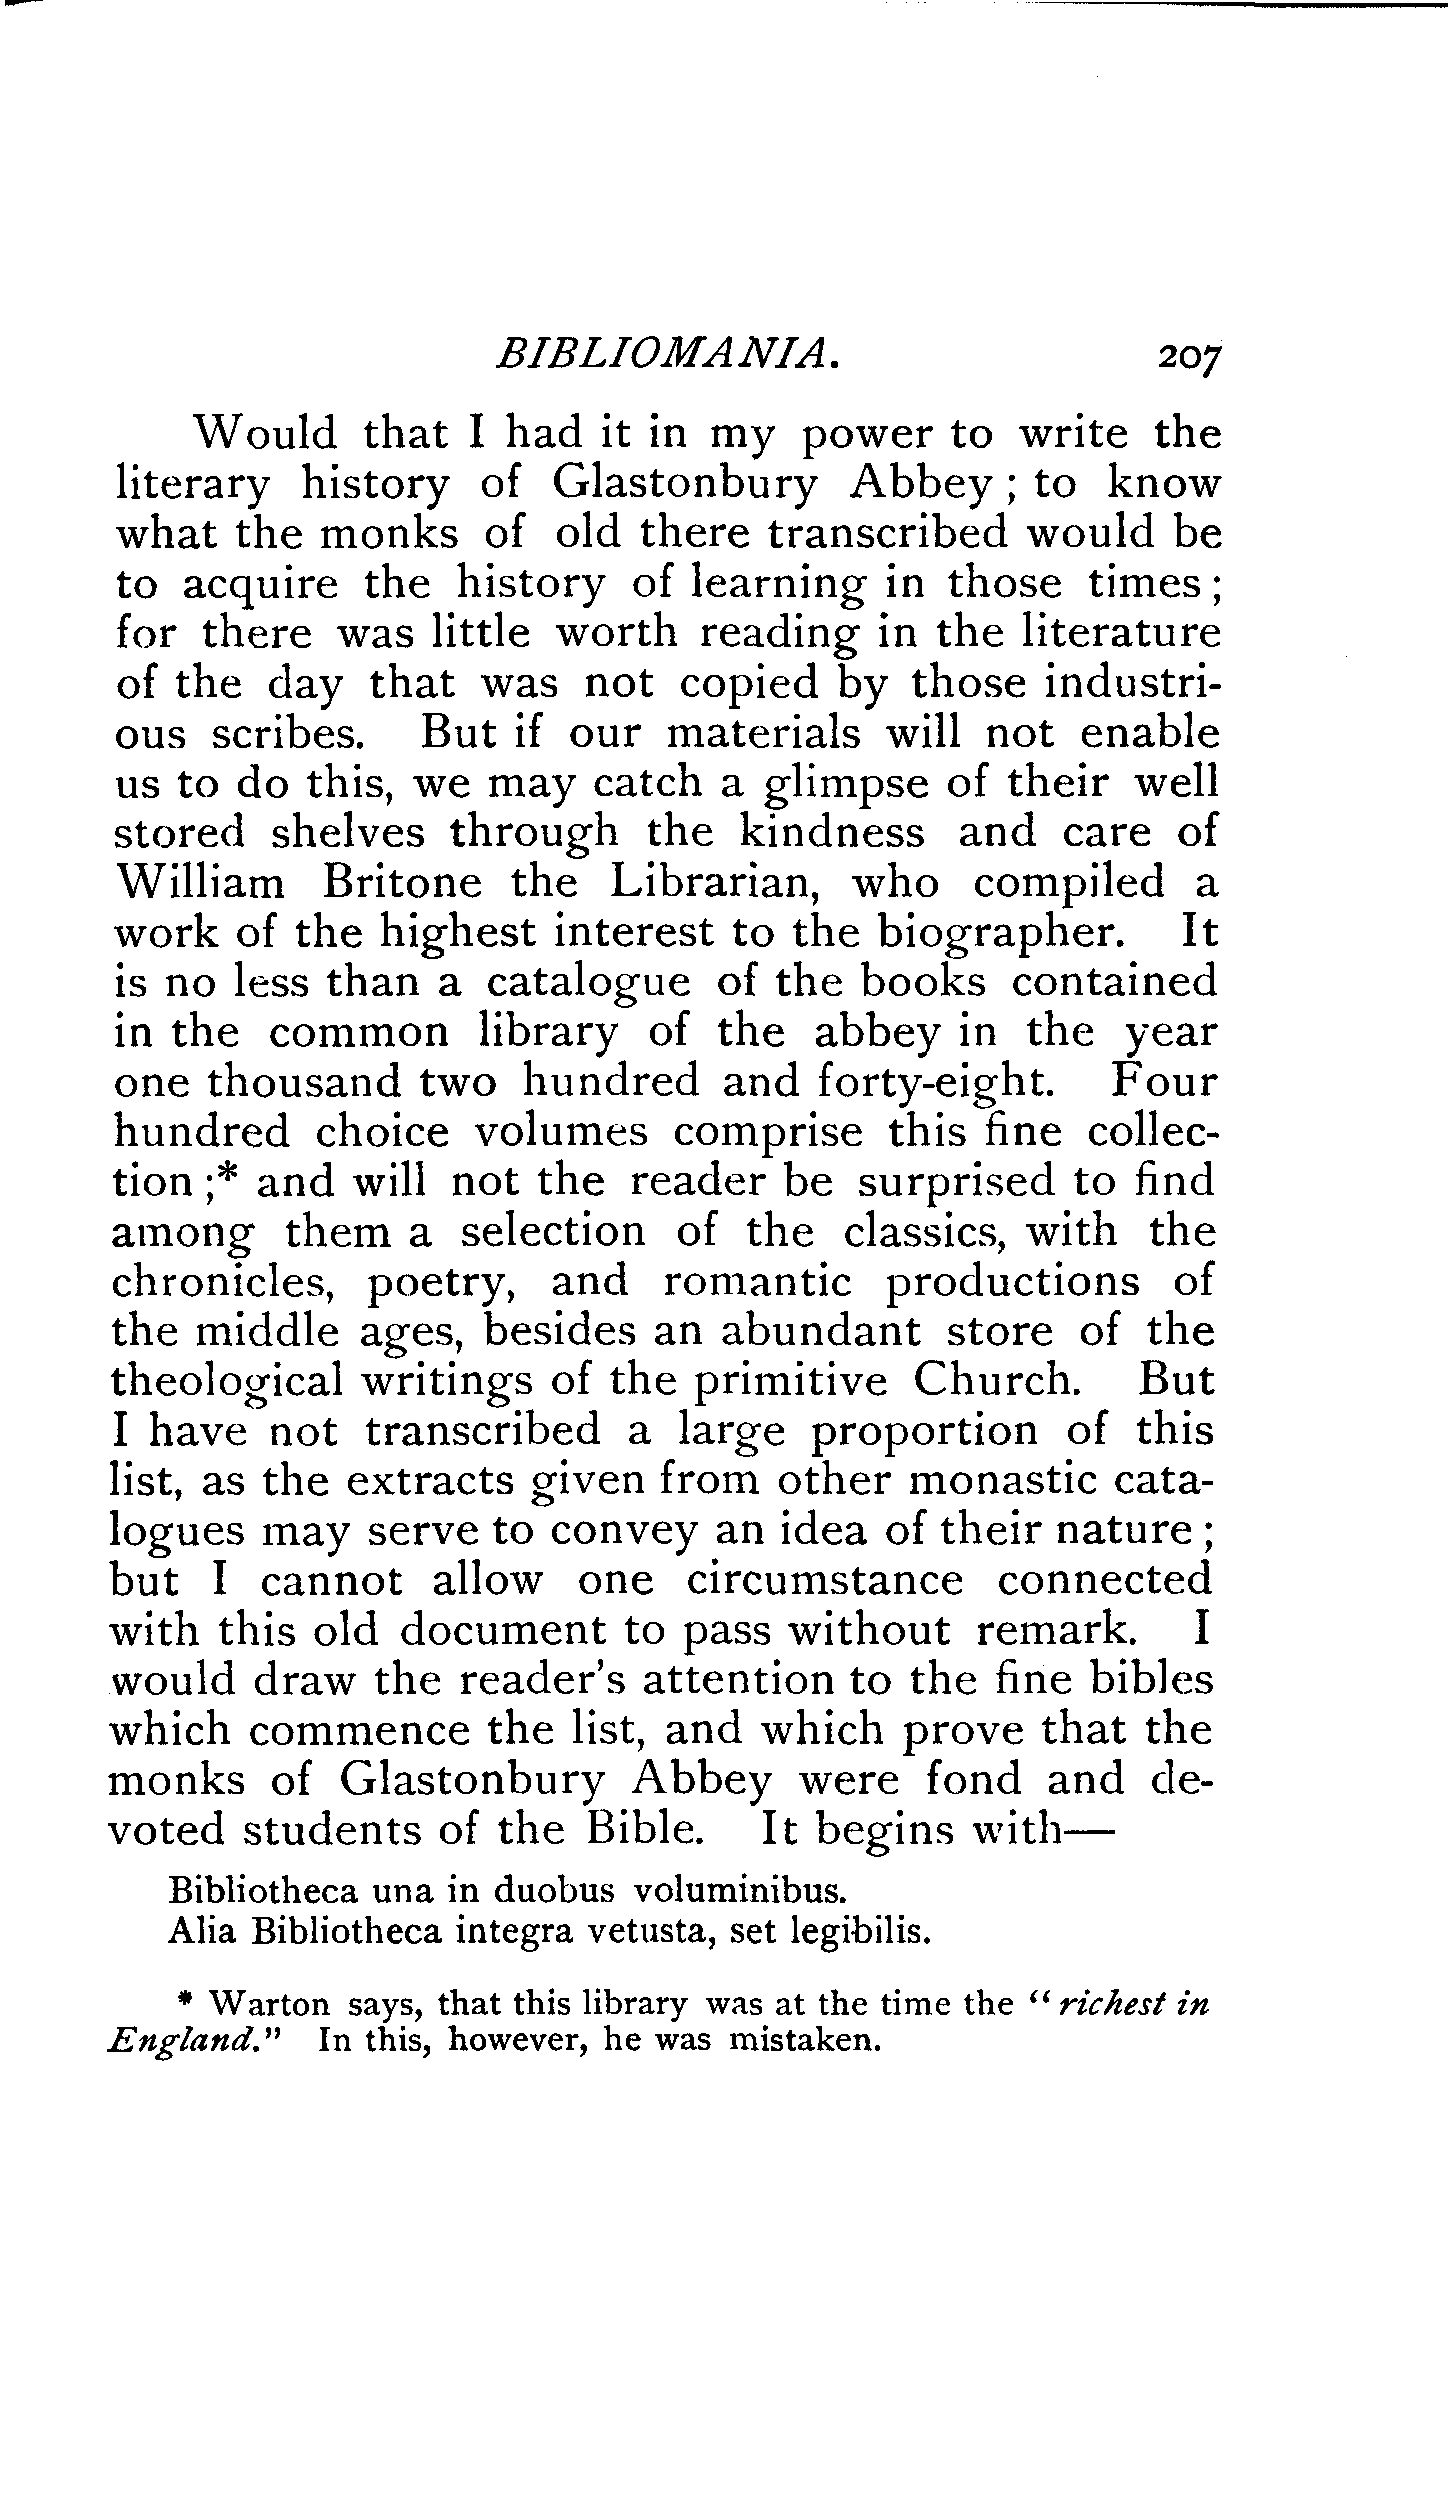 BIBLIOMANIA. 207
Would that I had it in my power to write the
literary history of Glastonbury Abbey ; to know
what the monks of old there transcribed would be
to acquire the history of learning in those times ;
for there was little worth reading in the literature
of the day that was not copied by those industri-
ous scribes. But if our materials will not enable
us to do this, we may catch a glimpse of their well
stored shelves through the kindness and care of
William Britone the Librarian, who compiled a
work of the highest interest to the biographer. It
is no less than a catalogue of the books contained
in the common library of the abbey in the year
one thousand two hundred and forty-eight. Four
hundred choice volumes comprise this fine collec-
tion ;* and will not the reader be surprised to find
among them a selection of the classics, with the
chronicles, poetry, and romantic productions of
the middle ages, besides an abundant store of the
theological writings of the primitive Church. But
I have not transcribed a large proportion of this
list, as the extracts given from other monastic cata-
logues may serve to convey an idea of their nature ;
but I cannot allow one circumstance connected
with this old document to pass without remark. I
would draw the reader's attention to the fine bibles
which commence the list, and which prove that the
monks of Glastonbury Abbey were fond and de-
voted students of the Bible. It begins with—
Bibliotheca una in duobus voluminibus.
Alia Bibliotheca integra vetusta, set legibilis.
* Warton says, that this library was at the time the "richest in
England." In this, however, he was mistaken.